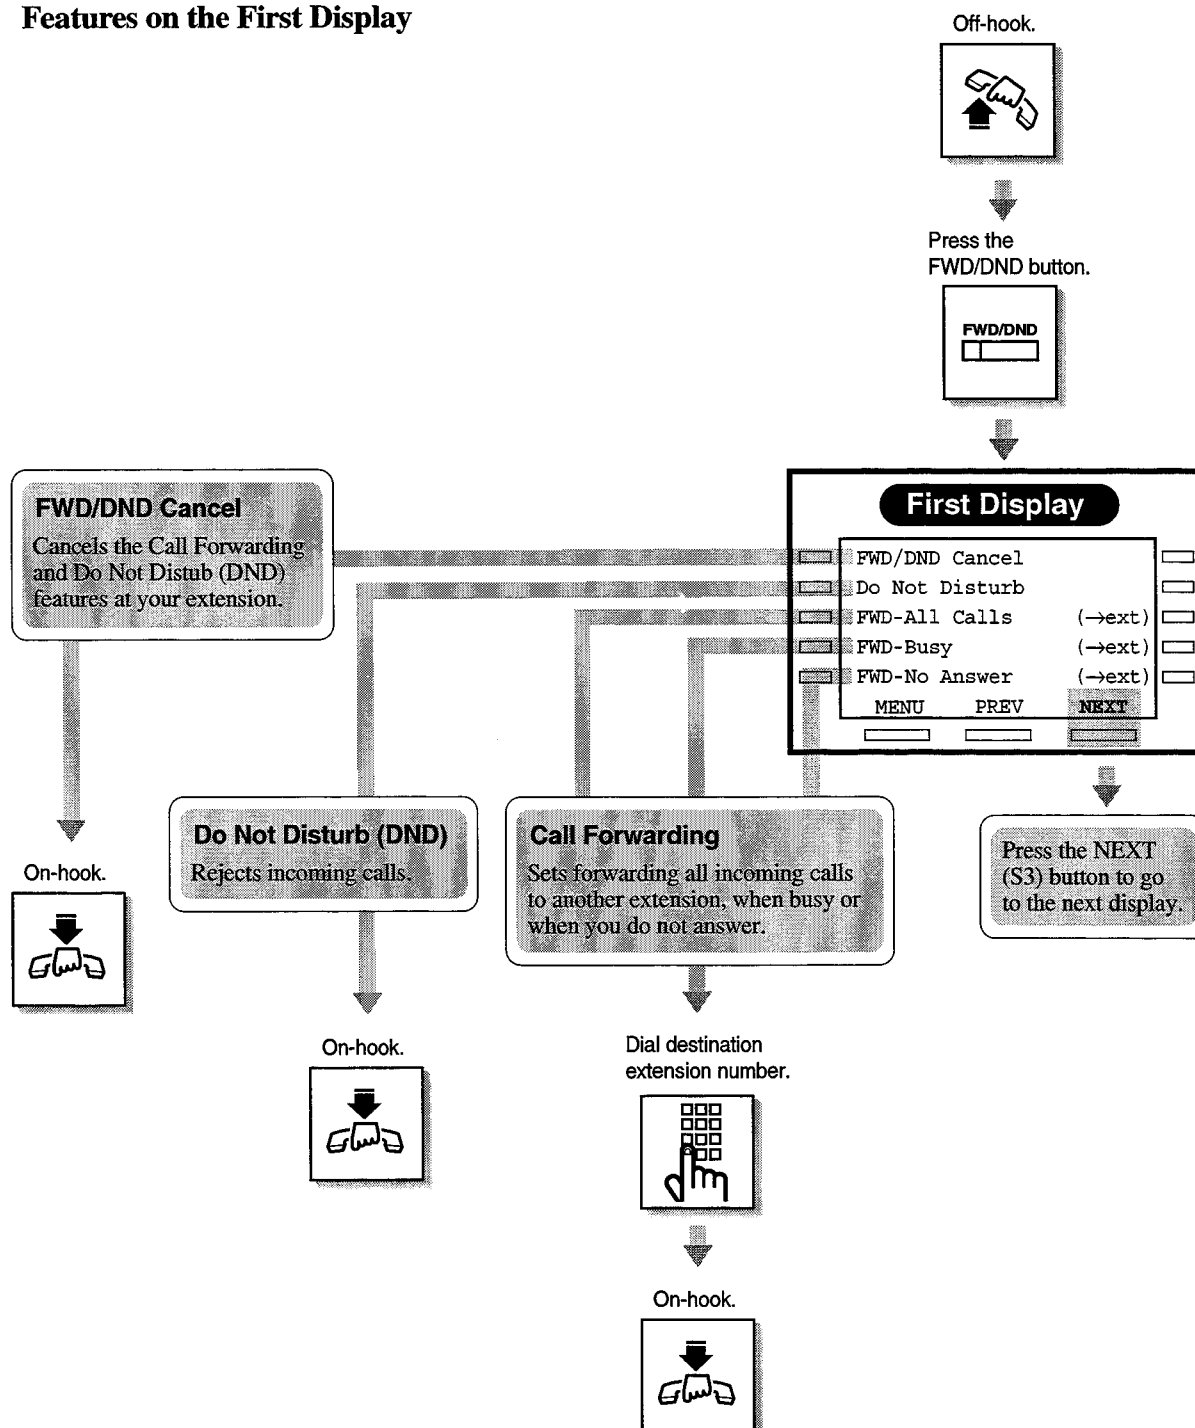 Features on the First Display
Off-hook.
Press the
FWD/DND button.
FWD/DND
First Display
FWD/DND Cancel
Do Not Disturb
FWD-All Calls (→ext)
FWD-Busy (→ext)
FWD-No Answer (→ext)
MENU PREV NEXT
FWD/DND Cancel
Cancels the Call Forwarding
and Do Not Distub (DND)
features at your extension.
On-hook.
Do Not Disturb (DND)
Rejects incoming calls.
On-hook.
Call Forwarding
Sets forwarding all incoming calls
to another extension, when busy or
when you do not answer.
Dial destination
extension number.
On-hook.
Press the NEXT
(S3) button to go
to the next display.